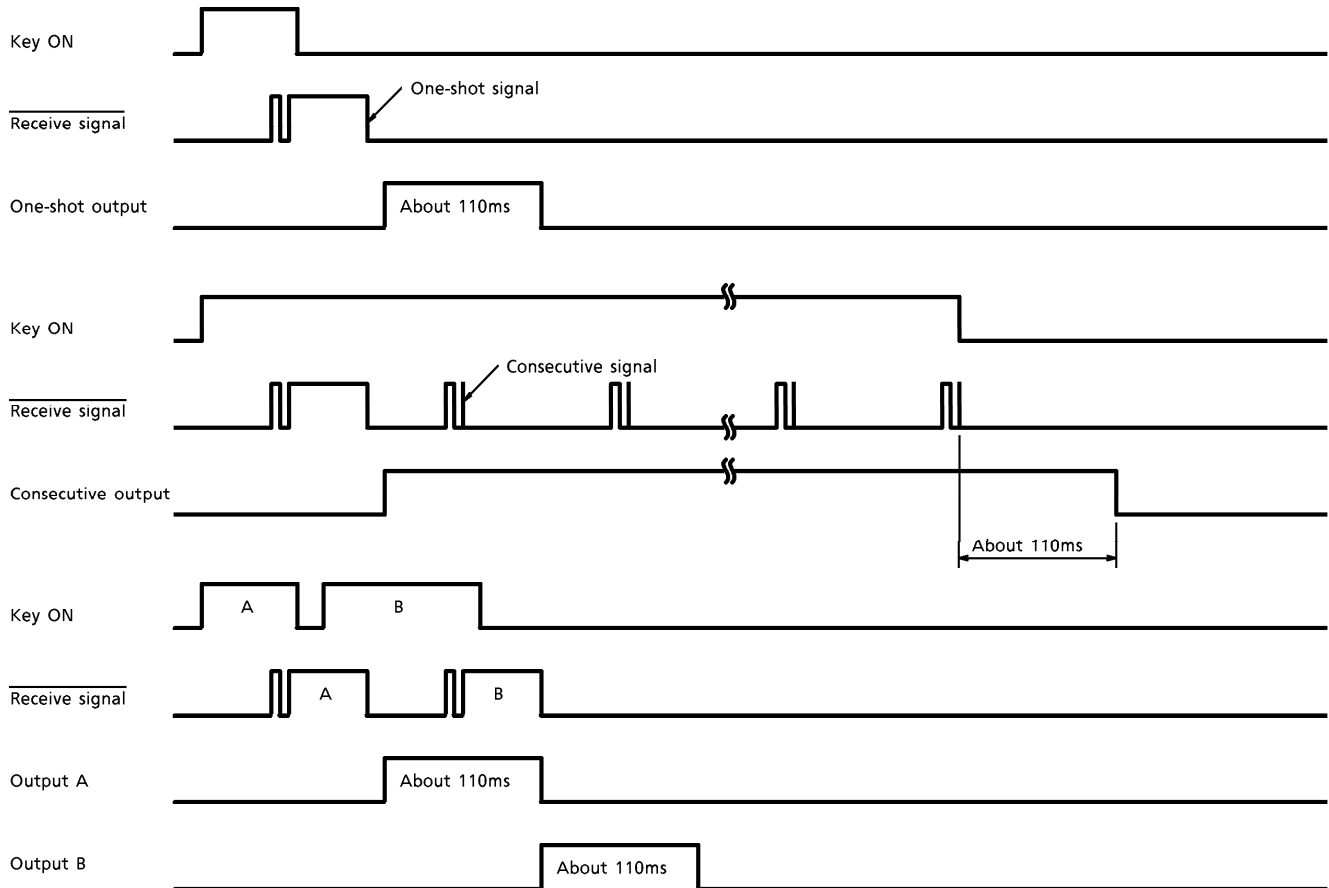 Key ON
One-shot signal
Receive signal
One-shot output
About 110ms
Key ON
Consecutive signal
Receive signal
Consecutive output
About 110ms
Key ON
A
B
Receive signal
A
B
Output A
About 110ms
Output B
About 110ms